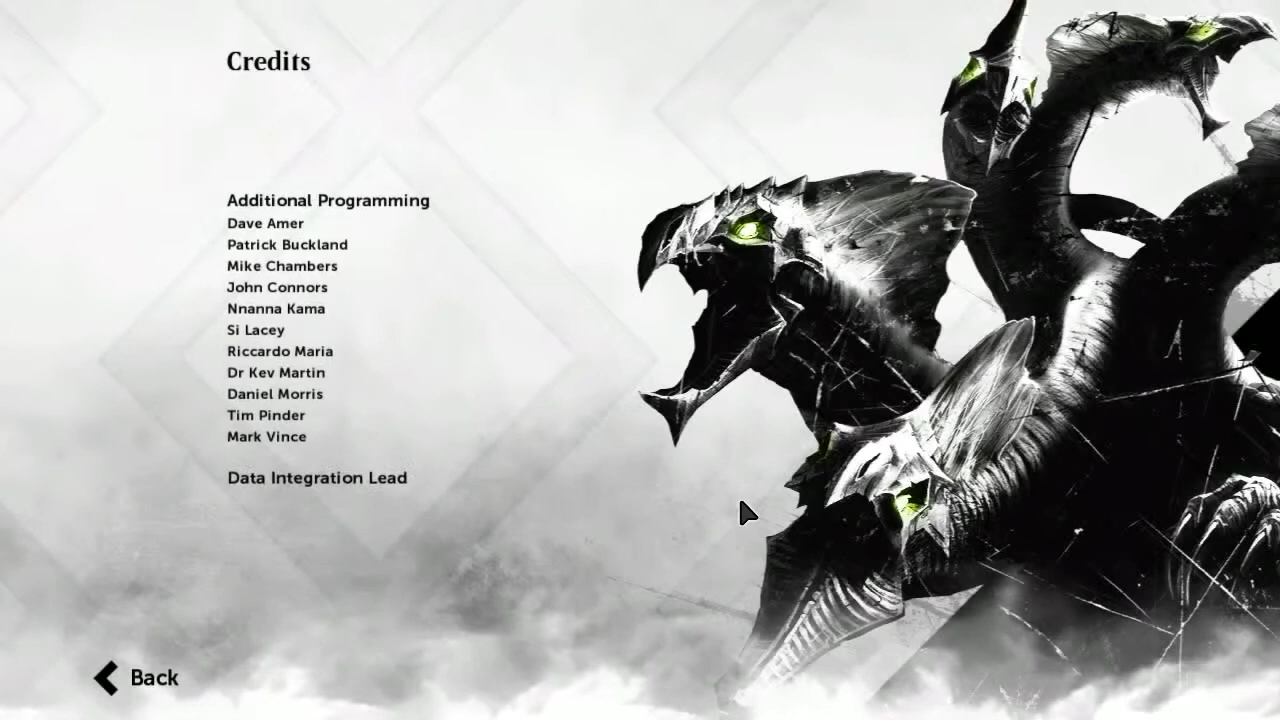 Credits
Additional Programming
Dave Amer
Patrick Buckland
Mike Chambers
John Connors
Nnanna Kama
Si Lacey
Riccardo Maria
Dr Kev Martin
Daniel Morris
Tim Pinder
Mark Vince
Data Integration Lead
Back